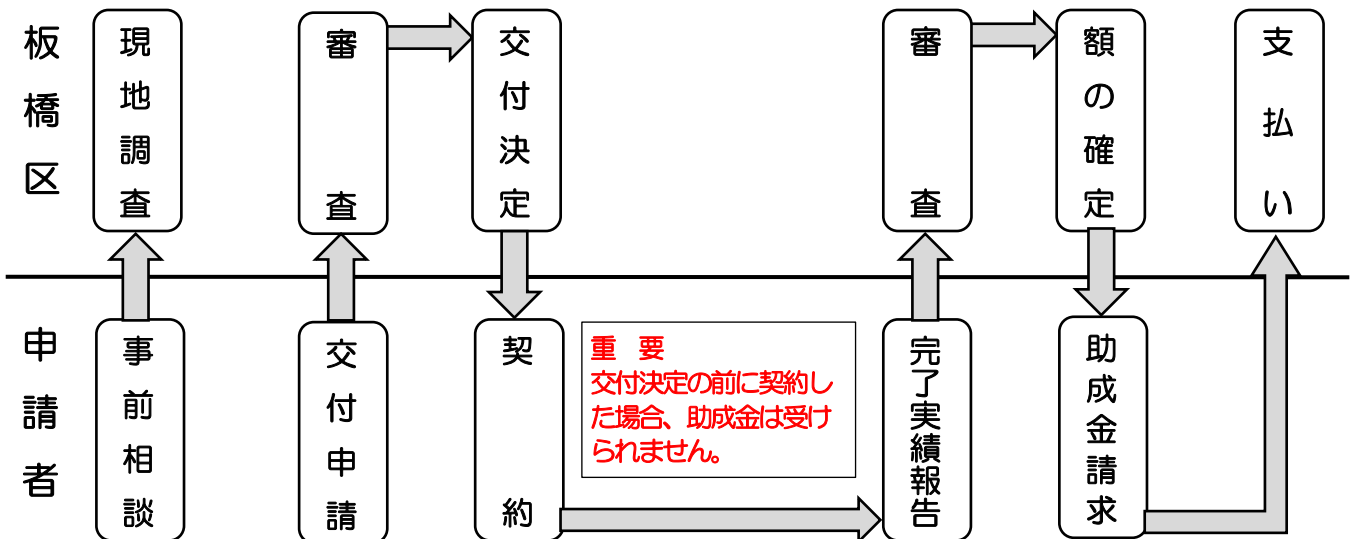 板橋区
現地調査
審査
交付決定
審査
額の確定
支払い
申請者
事前相談
交付申請
契約
重 要
交付決定の前に契約し
た場合、助成金は受け
られません。
完了実績報告
助成金請求